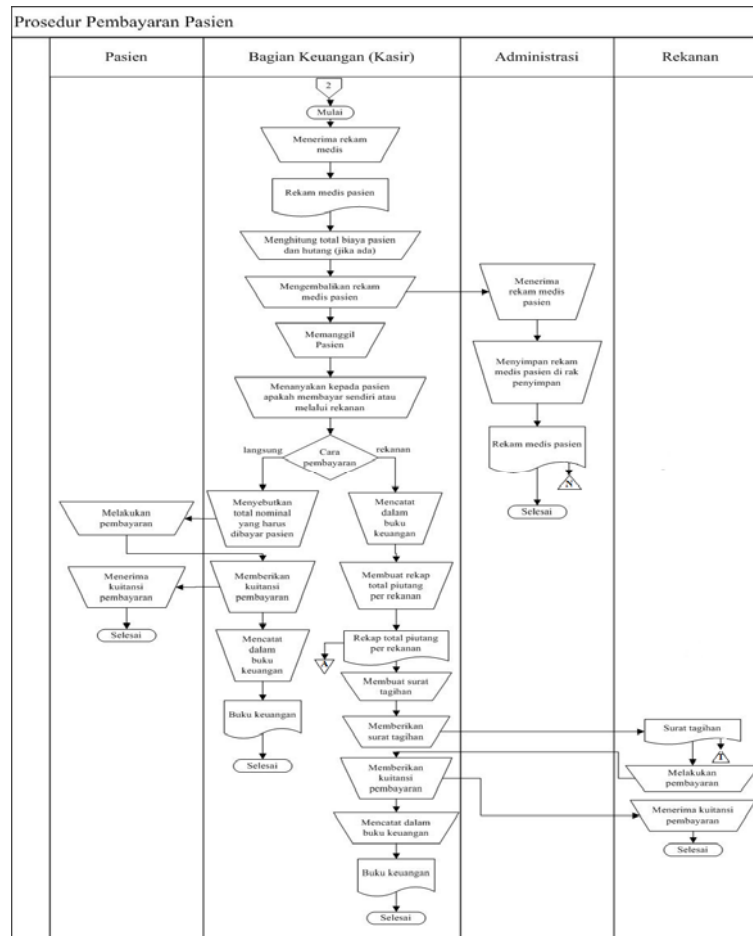 Prosedur Pembayaran Pasien
Pasien
Bagian Keuangan (Kasir)
Administrasi
Rekanan
2
Mulai
Menerima rekam
medis
Rekam medis pasien
Menghitung total biaya pasien
dan hutang (jika ada)
Mengembalikan rekam
medis pasien
Menerima
rekam medis
pasien
Memanggil
Pasien
Menyimpan rekam
medis pasien di rak
penyimpan
Menanyakan kepada pasien
apakah membayar sendiri atau
melalui rekanan
Rekam medis pasien
N
Selesai
langsung
Cara
pembayaran
rekanan
Menyebutkan
total nominal
yang harus
dibayar pasien
Melakukan
pembayaran
Memberikan
kuitansi
pembayaran
Menerima
kuitansi
pembayaran
Selesai
Mencatat
dalam
buku
keuangan
Buku keuangan
Selesai
Mencatat
dalam
buku
keuangan
Membuat rekap
total piutang
per rekanan
Rekap total piutang
per rekanan
A
Membuat surat
tagihan
Memberikan
surat tagihan
Surat tagihan
T
Melakukan
pembayaran
Memberikan
kuitansi
pembayaran
Menerima kuitansi
pembayaran
Selesai
Mencatat dalam
buku keuangan
Buku keuangan
Selesai